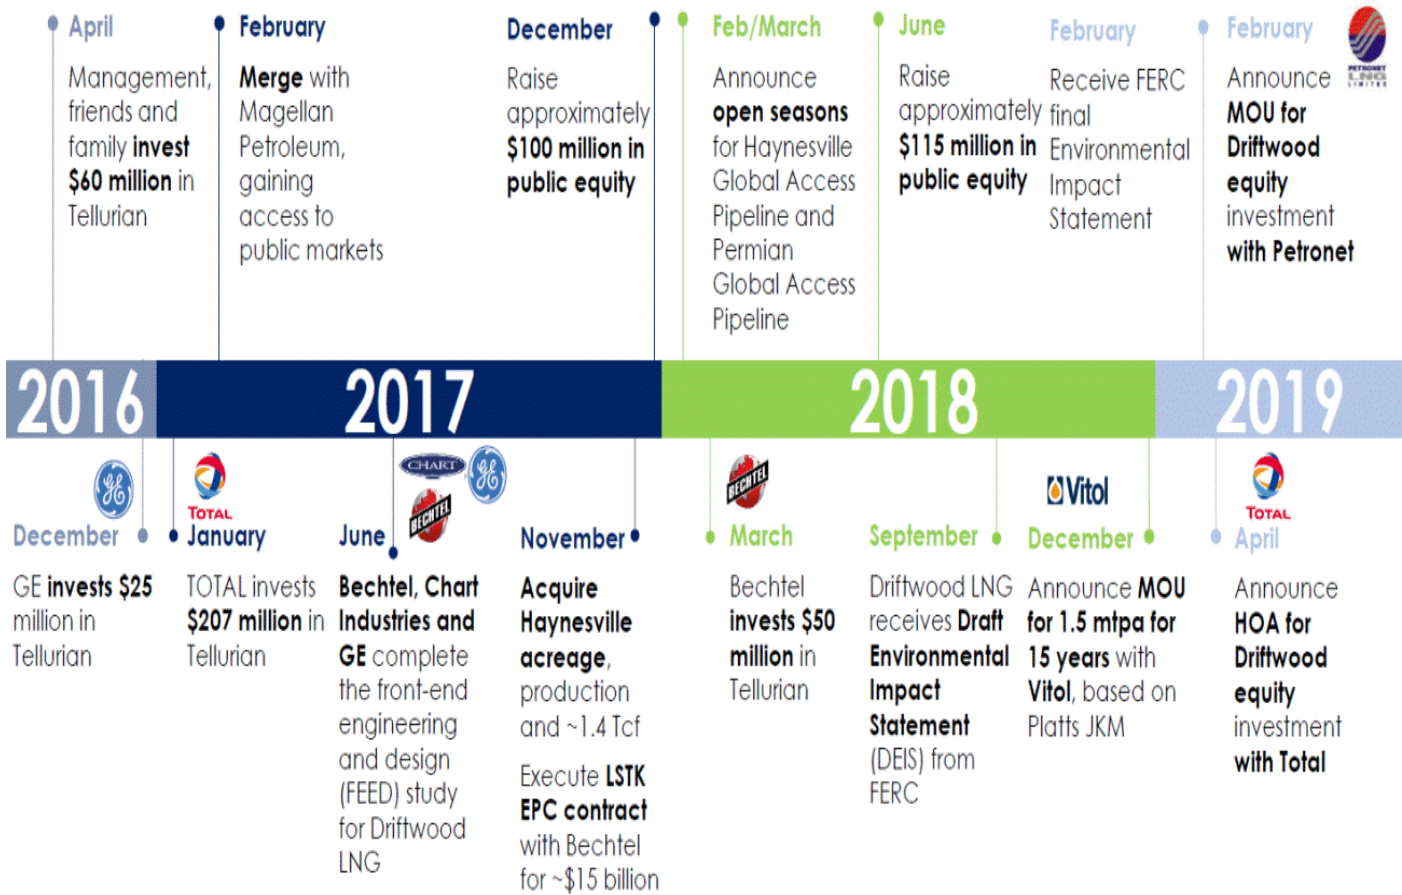 April
Management,
friends and
family invest
$60 million in
Tellurian
February
Merge with
Magellan
Petroleum,
gaining
access to
public markets
December
Raise
approximately
$100 million in
public equity
Feb/March
Announce
open seasons
for Haynesville
Global Access
Pipeline and
Permian
Global Access
Pipeline
June
Raise
approximately
$115 million in
public equity
February
Receive FERC
final
Environmental
Impact
Statement
February
Announce
MOU for
Driftwood
equity
investment
with Petronet
PETRONET
LNG
LIMITED
2016
2017
2018
2019
GE
December
GE invests $25
million in
Tellurian
TOTAL
January
TOTAL invests
$207 million in
Tellurian
CHART
GE
BECHTEL
June
Bechtel, Chart
Industries and
GE complete
the front-end
engineering
and design
(FEED) study
for Driftwood
LNG
November
Acquire
Haynesville
acreage,
production
and ~1.4 Tcf
Execute LSTK
EPC contract
with Bechtel
for ~$15 billion
BECHTEL
March
Bechtel
invests $50
million in
Tellurian
September
Driftwood LNG
receives Draft
Environmental
Impact
Statement
(DEIS) from
FERC
Vitol
December
Announce MOU
for 1.5 mtpa for
15 years with
Vitol, based on
Platts JKM
TOTAL
April
Announce
HOA for
Driftwood
equity
investment
with Total